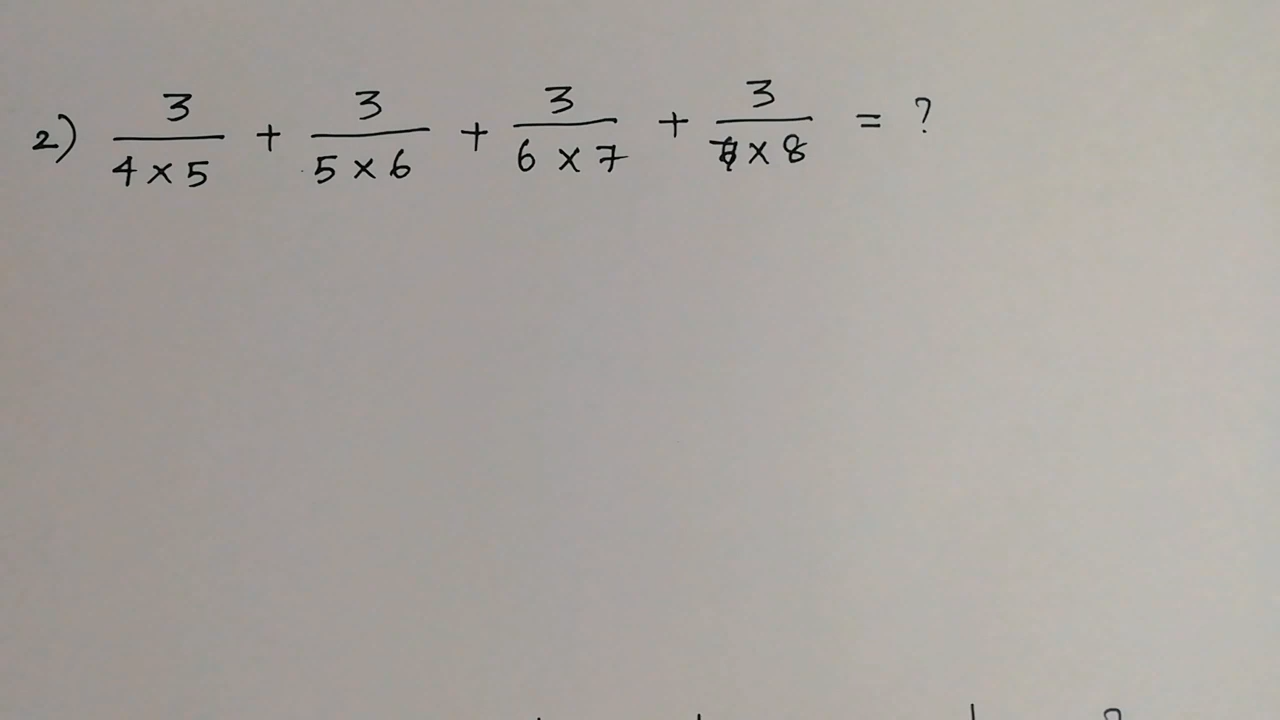 2) 3/(4 × 5) + 3/(5 × 6) + 3/(6 × 7) + 3/(7 × 8) = ?